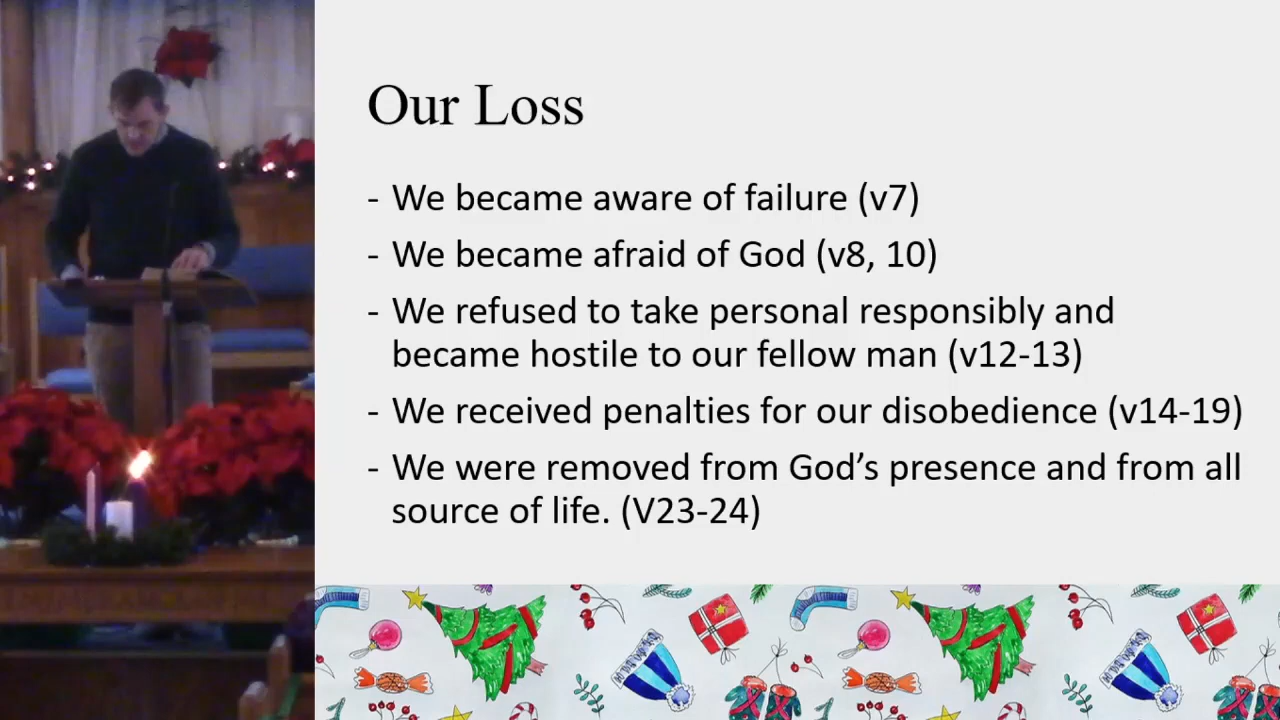 Our Loss
- We became aware of failure (v7)
- We became afraid of God (v8, 10)
- We refused to take personal responsibly and
became hostile to our fellow man (v12-13)
- We received penalties for our disobedience (v14-19)
- We were removed from God’s presence and from all
source of life. (V23-24)